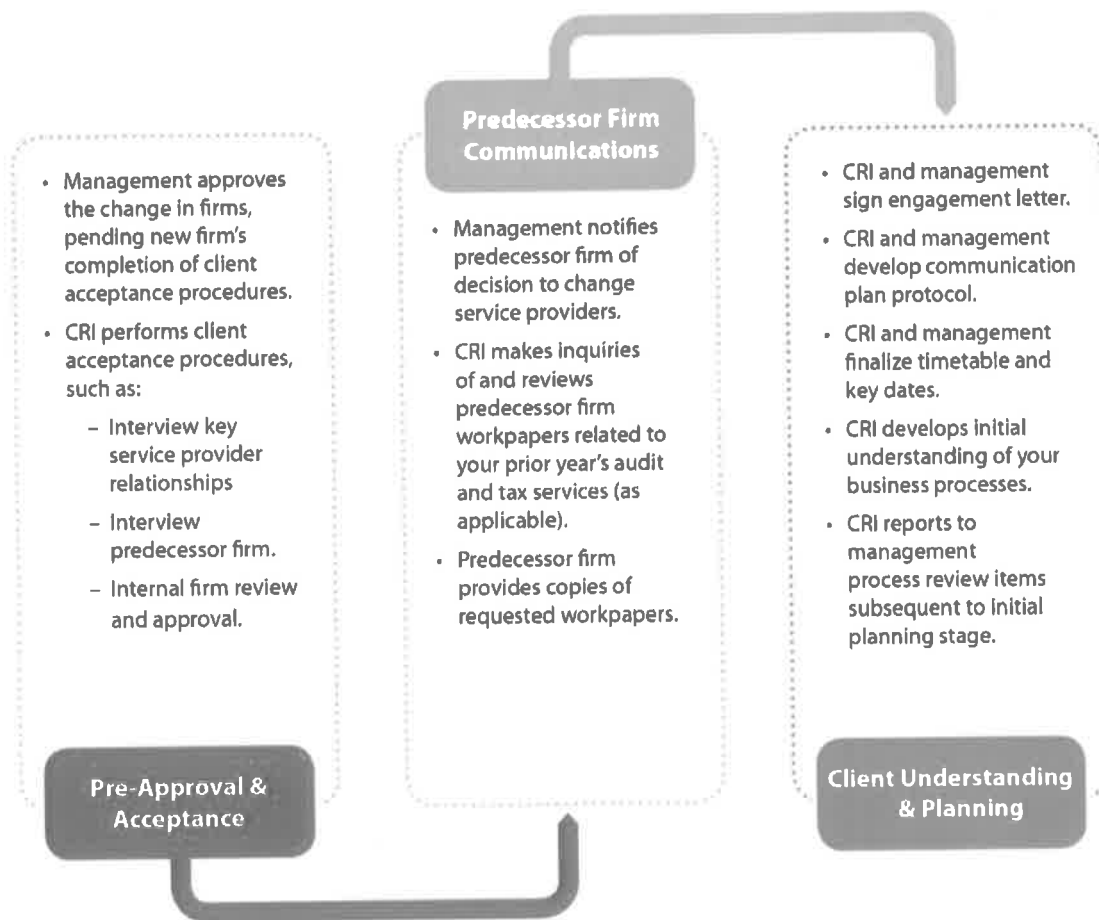 • Management approves
the change in firms,
pending new firm's
completion of client
acceptance procedures.
• CRI performs client
acceptance procedures,
such as:
– Interview key
service provider
relationships
– Interview
predecessor firm.
– Internal firm review
and approval.
Pre-Approval &
Acceptance
Predecessor Firm
Communications
• Management notifies
predecessor firm of
decision to change
service providers.
• CRI makes inquiries
of and reviews
predecessor firm
workpapers related to
your prior year's audit
and tax services (as
applicable).
• Predecessor firm
provides copies of
requested workpapers.
• CRI and management
sign engagement letter.
• CRI and management
develop communication
plan protocol.
• CRI and management
finalize timetable and
key dates.
• CRI develops initial
understanding of your
business processes.
• CRI reports to
management
process review items
subsequent to initial
planning stage.
Client Understanding
& Planning